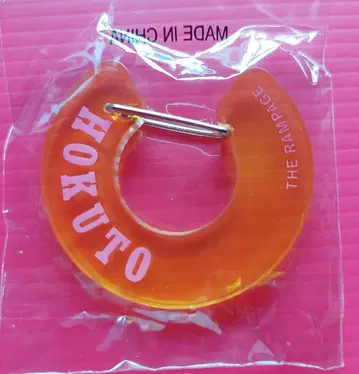 MADE IN CHINA
HOKUTO
THE RAMPAGE